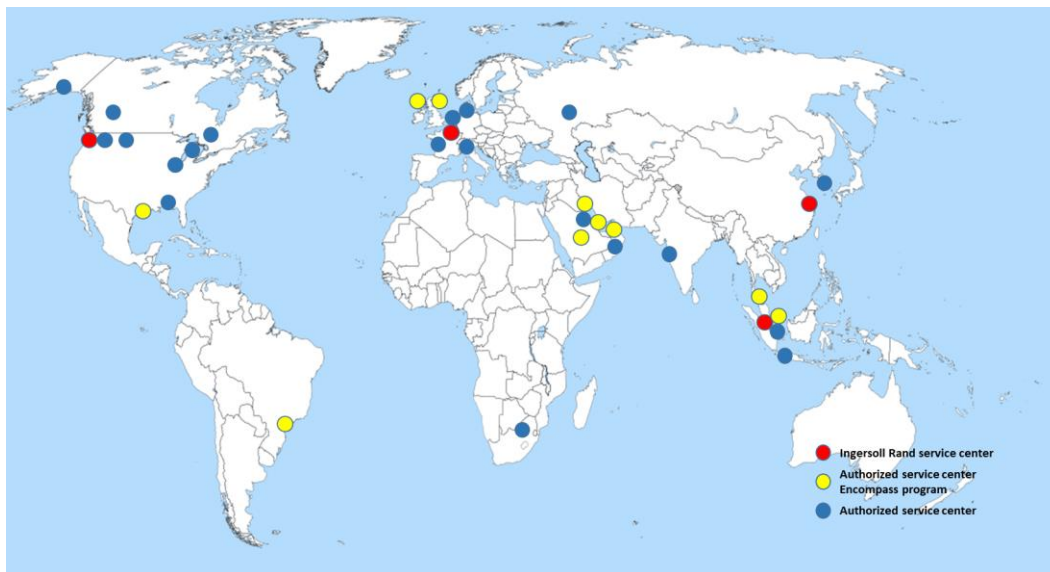 Ingersoll Rand service center
Authorized service center
Encompass program
Authorized service center